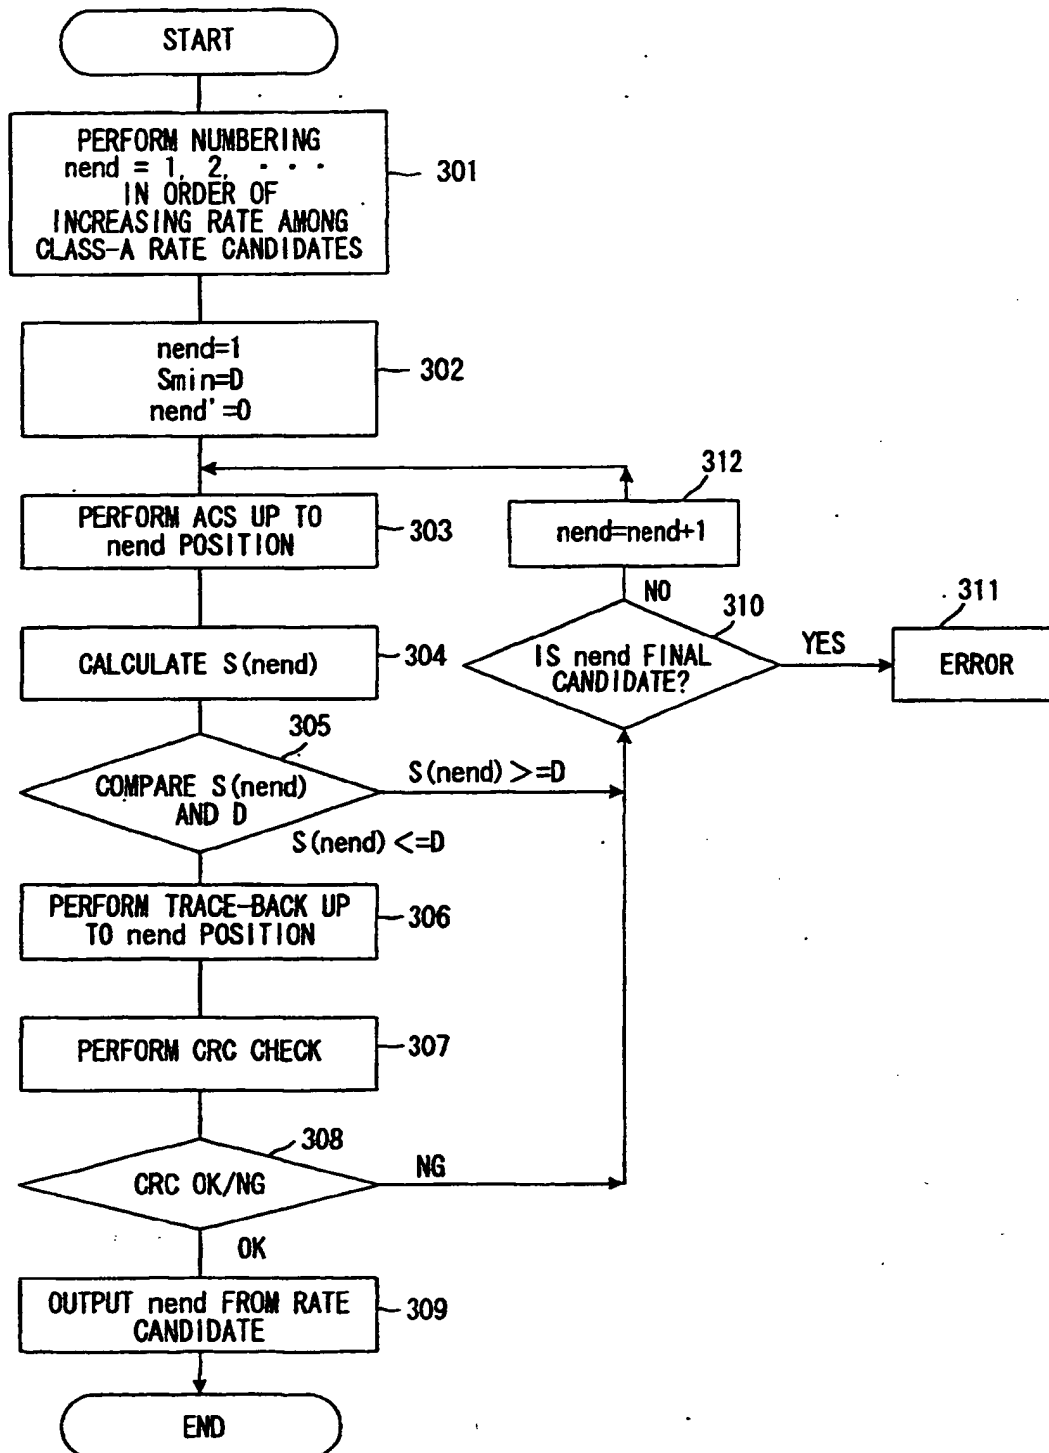 START
PERFORM NUMBERING
nend = 1, 2, · · ·
IN ORDER OF
INCREASING RATE AMONG
CLASS-A RATE CANDIDATES
301
nend=1
Smin=D
nend'=0
302
312
PERFORM ACS UP TO
nend POSITION
303
nend=nend+1
NO
310
311
CALCULATE S(nend)
304
IS nend FINAL
CANDIDATE?
YES
ERROR
305
COMPARE S(nend)
AND D
S(nend) >=D
S(nend) <=D
PERFORM TRACE-BACK UP
TO nend POSITION
306
PERFORM CRC CHECK
307
308
CRC OK/NG
NG
OK
OUTPUT nend FROM RATE
CANDIDATE
309
END